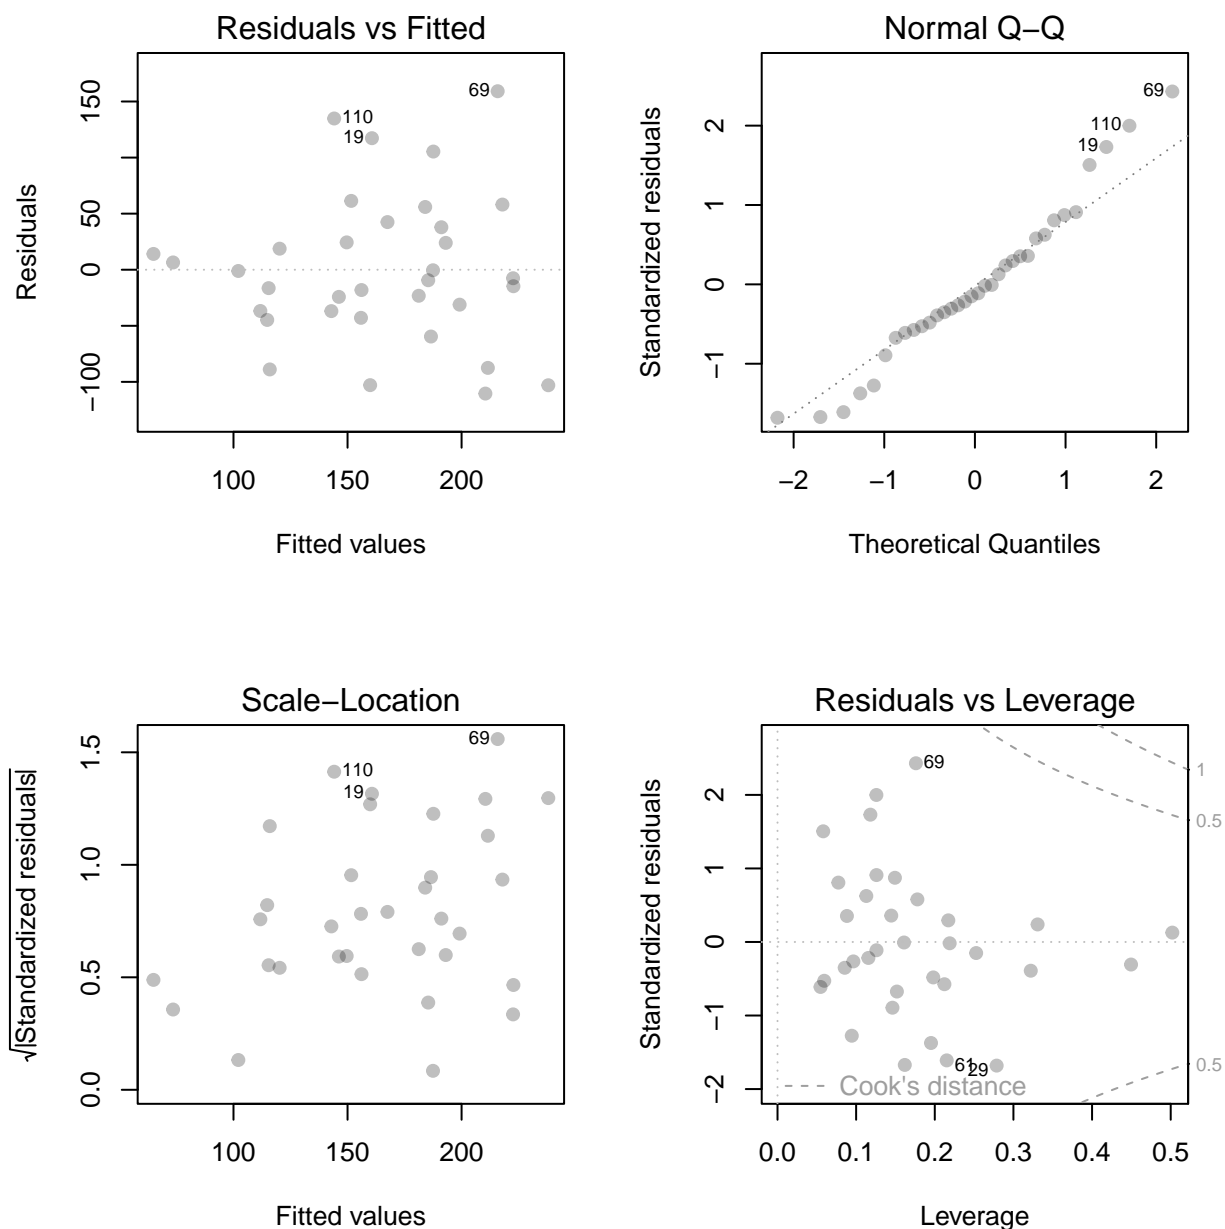 Residuals vs Fitted
Residuals
150
50
0
−100
69
110
19
100 150 200
Fitted values
Normal Q−Q
Standardized residuals
2
1
0
−1
69
110
19
−2 −1 0 1 2
Theoretical Quantiles
Scale−Location
√|Standardized residuals|
1.5
1.0
0.5
0.0
69
110
19
100 150 200
Fitted values
Residuals vs Leverage
Standardized residuals
2
1
0
−1
−2
69
61
29
1
0.5
0.5
Cook's distance
0.0 0.1 0.2 0.3 0.4 0.5
Leverage